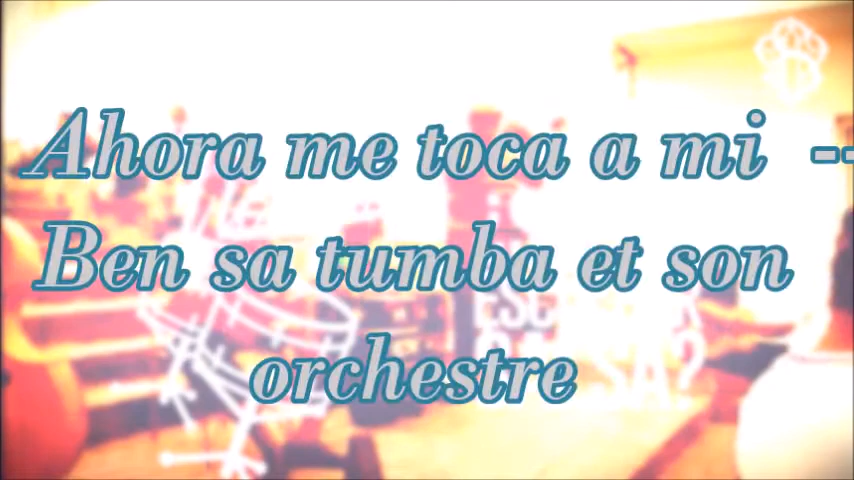 Ahora me toca a mi --
Ben sa tumba et son
orchestre